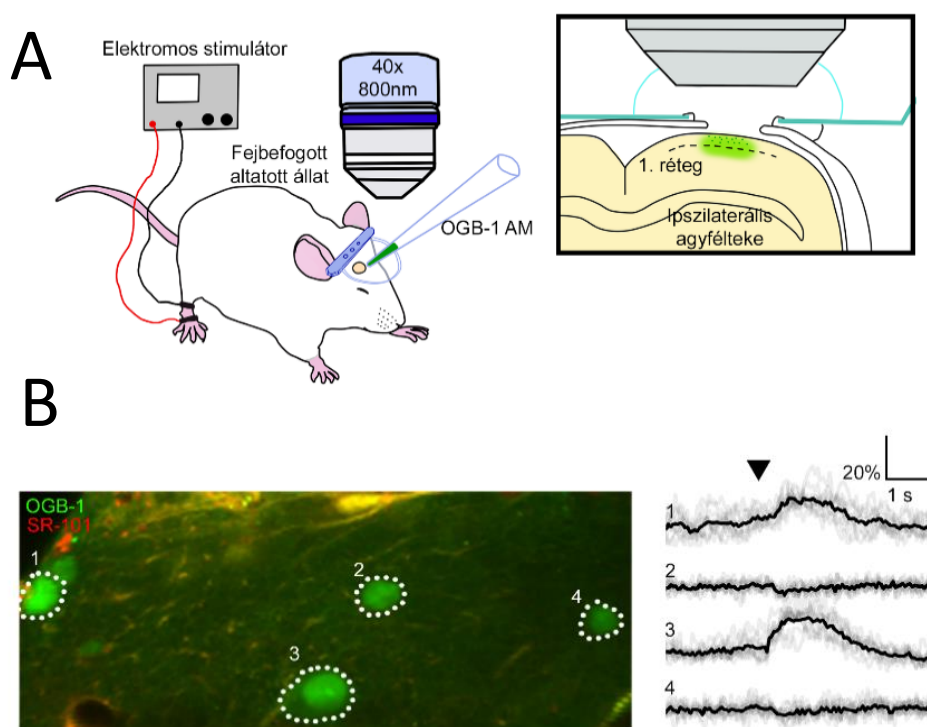 A
Elektromos stimulátor
40x
800nm
Fejbefogott
altatott állat
OGB-1 AM
1. réteg
Ipszilaterális
agyfélteke
B
OGB-1
SR-101
1
2
3
4
20%
1 s
1
2
3
4